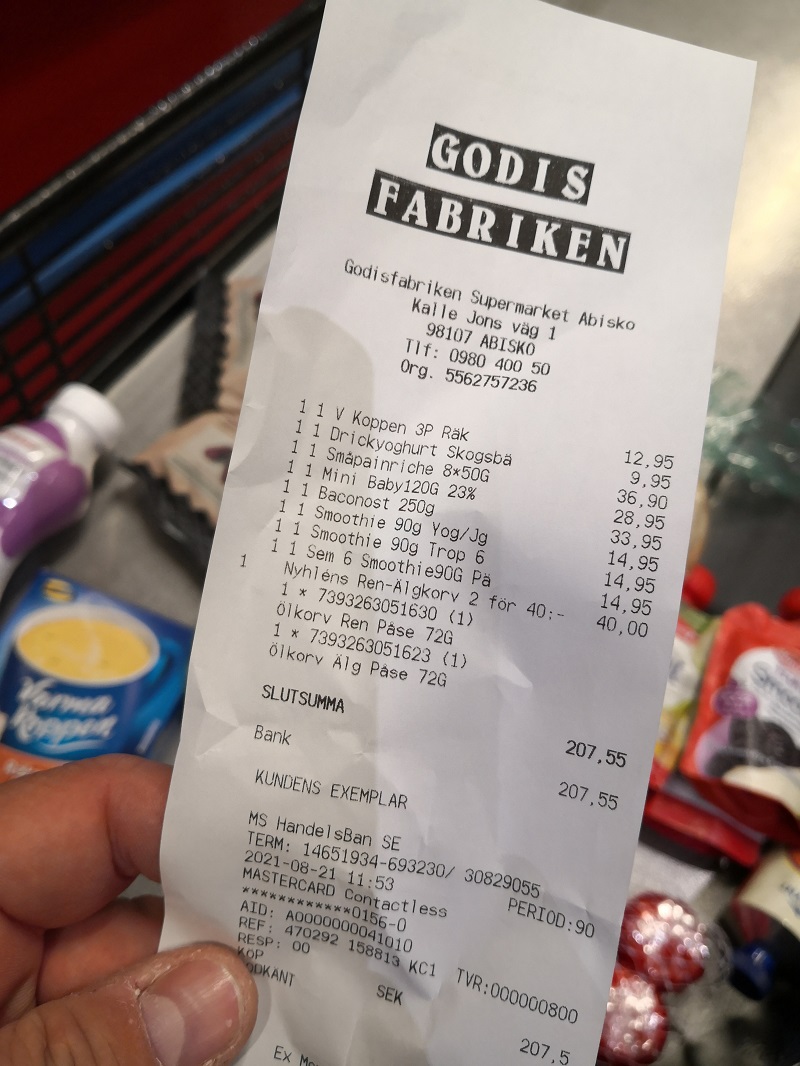 GODIS
FABRIKEN
Godisfabriken Supermarket Abisko
Kalle Jons väg 1
98107 ABISKO
Tlf: 0980 400 50
Org. 5562757236
1 1 V Koppen 3P Räk 12,95
1 1 Drickyoghurt Skogsbä 9,95
1 1 Småpainriche 8*50G 36,90
1 1 Mini Baby120G 23% 28,95
1 1 Baconost 250g 33,95
1 1 Smoothie 90g Yog/Jg 14,95
1 1 Smoothie 90g Trop 6 14,95
1 1 Sem 6 Smoothie90G Pä 14,95
1 Nyhléns Ren-Älgkorv 2 för 40:- 40,00
1 * 7393263051630 (1)
Ölkorv Ren Påse 72G
1 * 7393263051623 (1)
Ölkorv Älg Påse 72G
SLUTSUMMA 207,55
Bank 207,55
KUNDENS EXEMPLAR
MS HandelsBan SE
TERM: 14651934-693230/ 30829055
2021-08-21 11:53 PERIOD:90
MASTERCARD Contactless
************0156-0
AID: A0000000041010
REF: 470292 158813 KC1 TVR:000000800
RESP: 00
KÖP
ODKÄNT SEK 207,5
Varma
Koppen